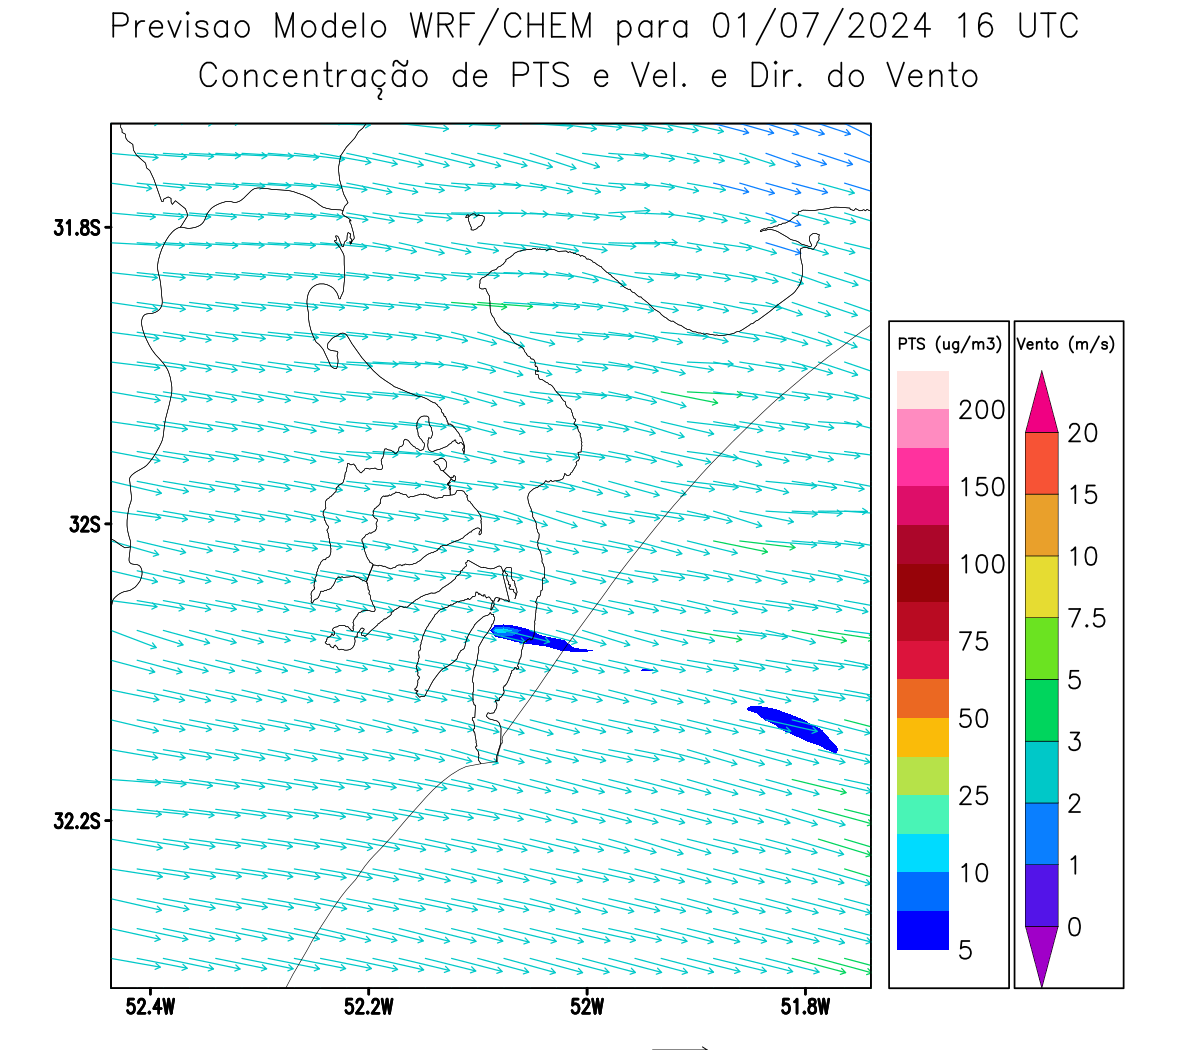 Previsao Modelo WRF/CHEM para 01/07/2024 16 UTC
Concentração de PTS e Vel. e Dir. do Vento
31.8S
32S
32.2S
52.4W
52.2W
52W
51.8W
PTS (ug/m3)
200
150
100
75
50
25
10
5
Vento (m/s)
20
15
10
7.5
5
3
2
1
0